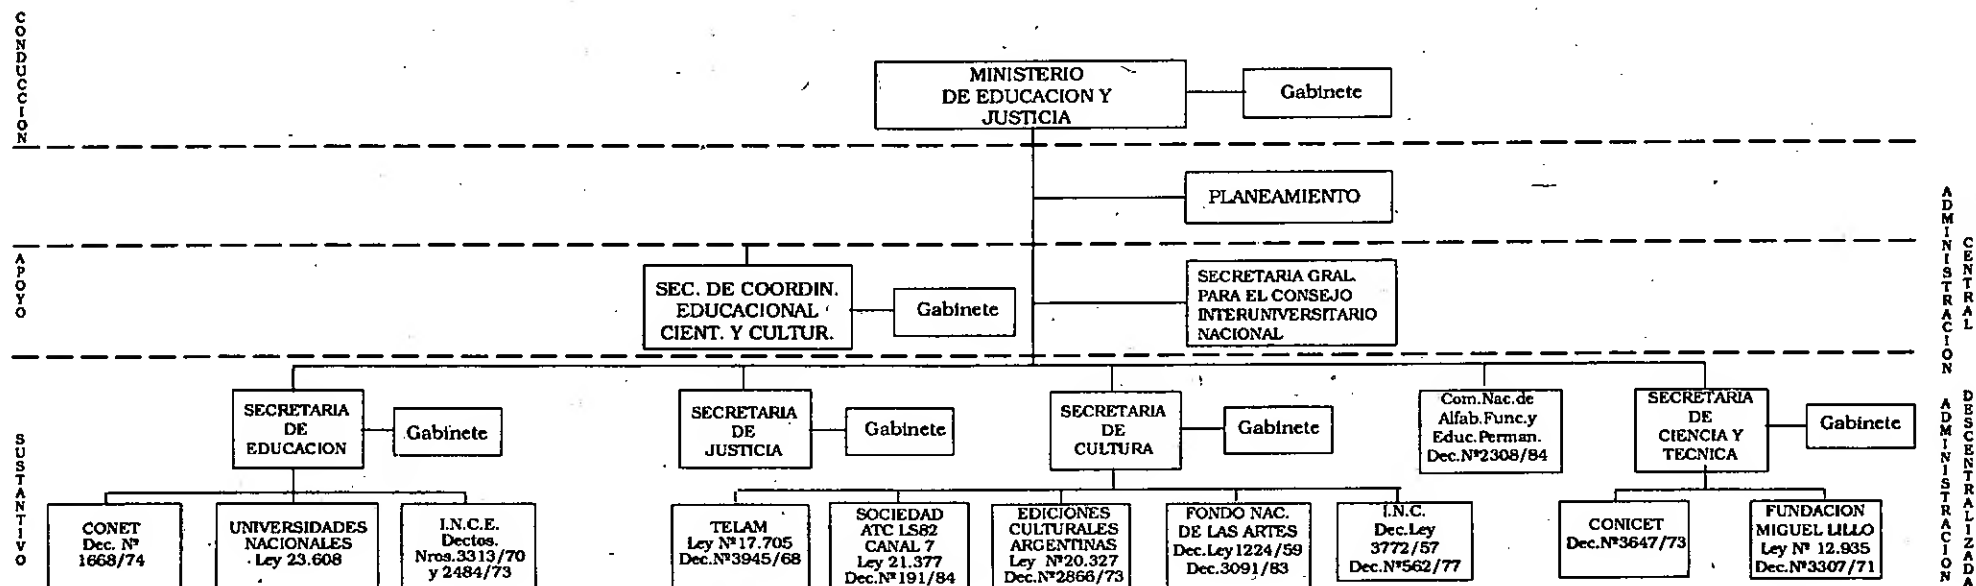 CONDUCCION
MINISTERIO
DE EDUCACION Y
JUSTICIA
Gabinete
PLANEAMIENTO
APOYO
SEC. DE COORDIN.
EDUCACIONAL
CIENT. Y CULTUR.
Gabinete
SECRETARIA GRAL.
PARA EL CONSEJO
INTERUNIVERSITARIO
NACIONAL
ADMINISTRACION
CENTRAL
SUSTANTIVO
SECRETARIA
DE
EDUCACION
Gabinete
SECRETARIA
DE
JUSTICIA
Gabinete
SECRETARIA
DE
CULTURA
Gabinete
Com.Nac.de
Alfab.Func.y
Educ.Perman.
Dec.Nº2308/84
SECRETARIA
DE
CIENCIA Y
TECNICA
Gabinete
CONET
Dec. Nº
1668/74
UNIVERSIDADES
NACIONALES
Ley 23.608
I.N.C.E.
Dectos.
Nros.3313/70
y 2484/73
TELAM
Ley Nº17.705
Dec.Nº3945/68
SOCIEDAD
ATC LS82
CANAL 7
Ley 21.377
Dec.Nº191/84
EDICIONES
CULTURALES
ARGENTINAS
Ley Nº20.327
Dec.Nº2866/73
FONDO NAC.
DE LAS ARTES
Dec.Ley1224/59
Dec.3091/83
I.N.C.
Dec.Ley
3772/57
Dec.Nº562/77
CONICET
Dec.Nº3647/73
FUNDACION
MIGUEL LILLO
Ley Nº 12.935
Dec.Nº3307/71
ADMINISTRACION
DESCENTRALIZADA